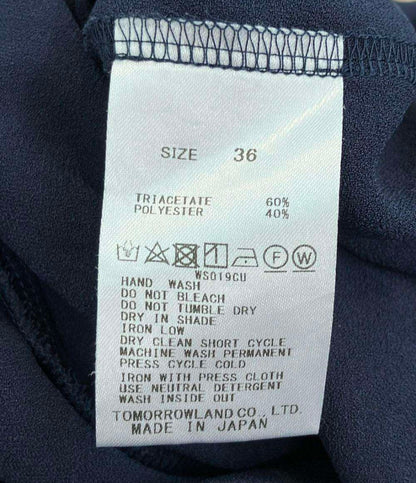 SIZE 36
TRIACETATE 60%
POLYESTER 40%
F W
WS019CU
HAND WASH
DO NOT BLEACH
DO NOT TUMBLE DRY
DRY IN SHADE
IRON LOW
DRY CLEAN SHORT CYCLE
MACHINE WASH PERMANENT
PRESS CYCLE COLD
IRON WITH PRESS CLOTH
USE NEUTRAL DETERGENT
WASH INSIDE OUT
TOMORROWLAND CO., LTD.
MADE IN JAPAN